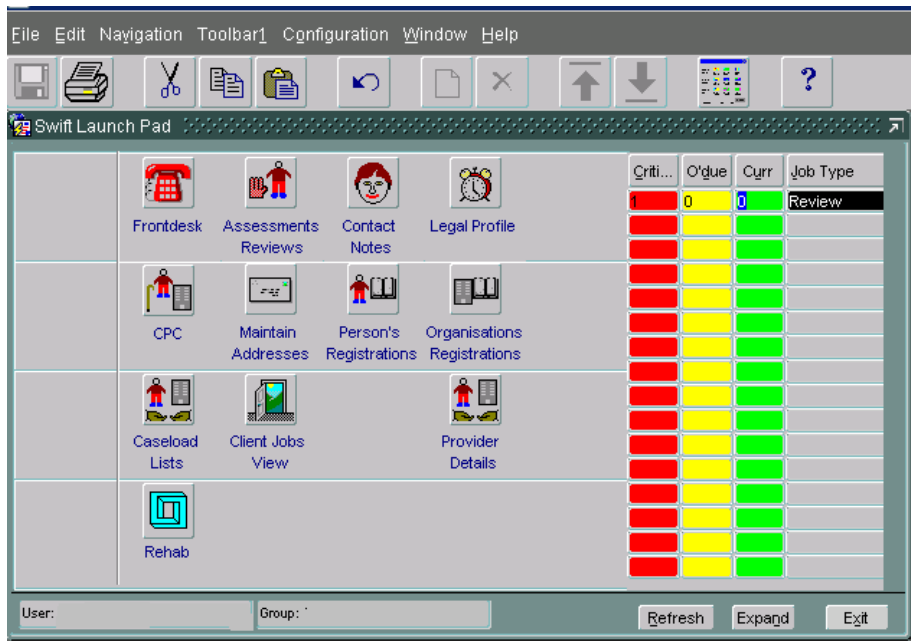 File Edit Navigation Toolbar1 Configuration Window Help
?
Swift Launch Pad
Criti... O'due Curr Job Type
1 0 0 Review
Frontdesk Assessments Reviews Contact Notes Legal Profile
CPC Maintain Addresses Person's Registrations Organisations Registrations
Caseload Lists Client Jobs View Provider Details
Rehab
User: Group: Refresh Expand Exit